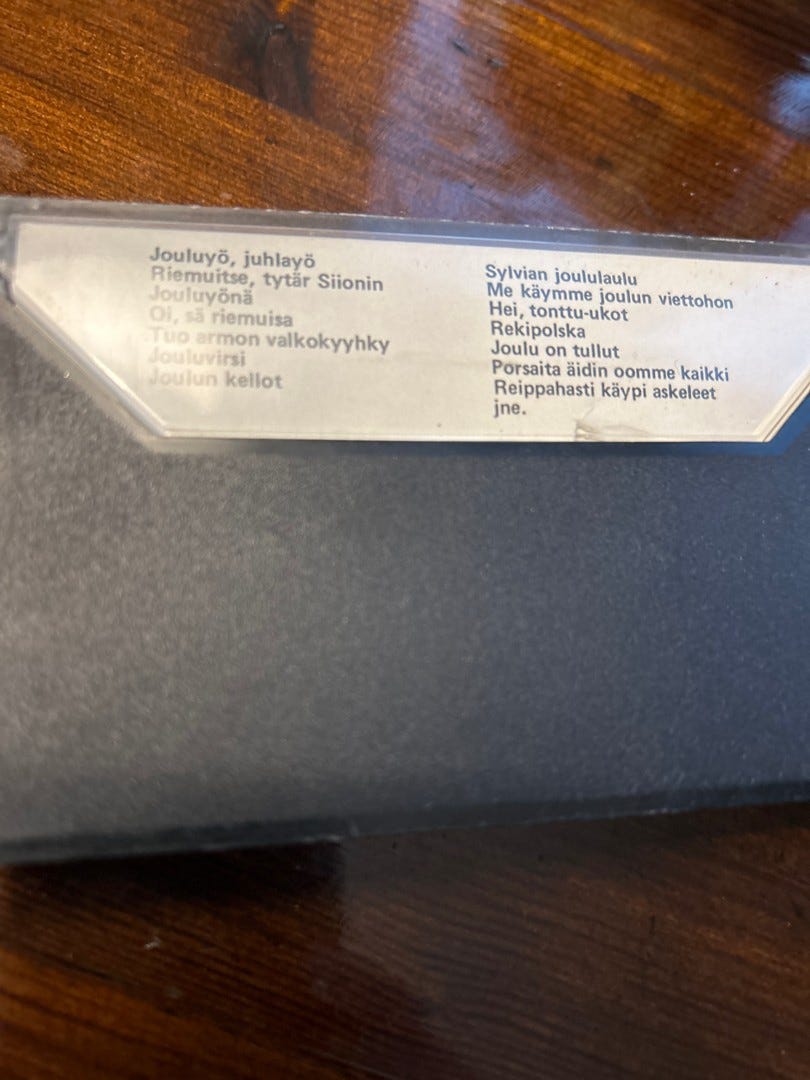 Jouluyö, juhlayö
Riemuitse, tytär Siionin
Jouluyönä
Oi, sä riemuisa
Tuo armon valkokyyhky
Jouluvirsi
Joulun kellot
Sylvian joululaulu
Me käymme joulun viettohon
Hei, tonttu-ukot
Rekipolska
Joulu on tullut
Porsaita äidin oomme kaikki
Reippahasti käypi askeleet
jne.